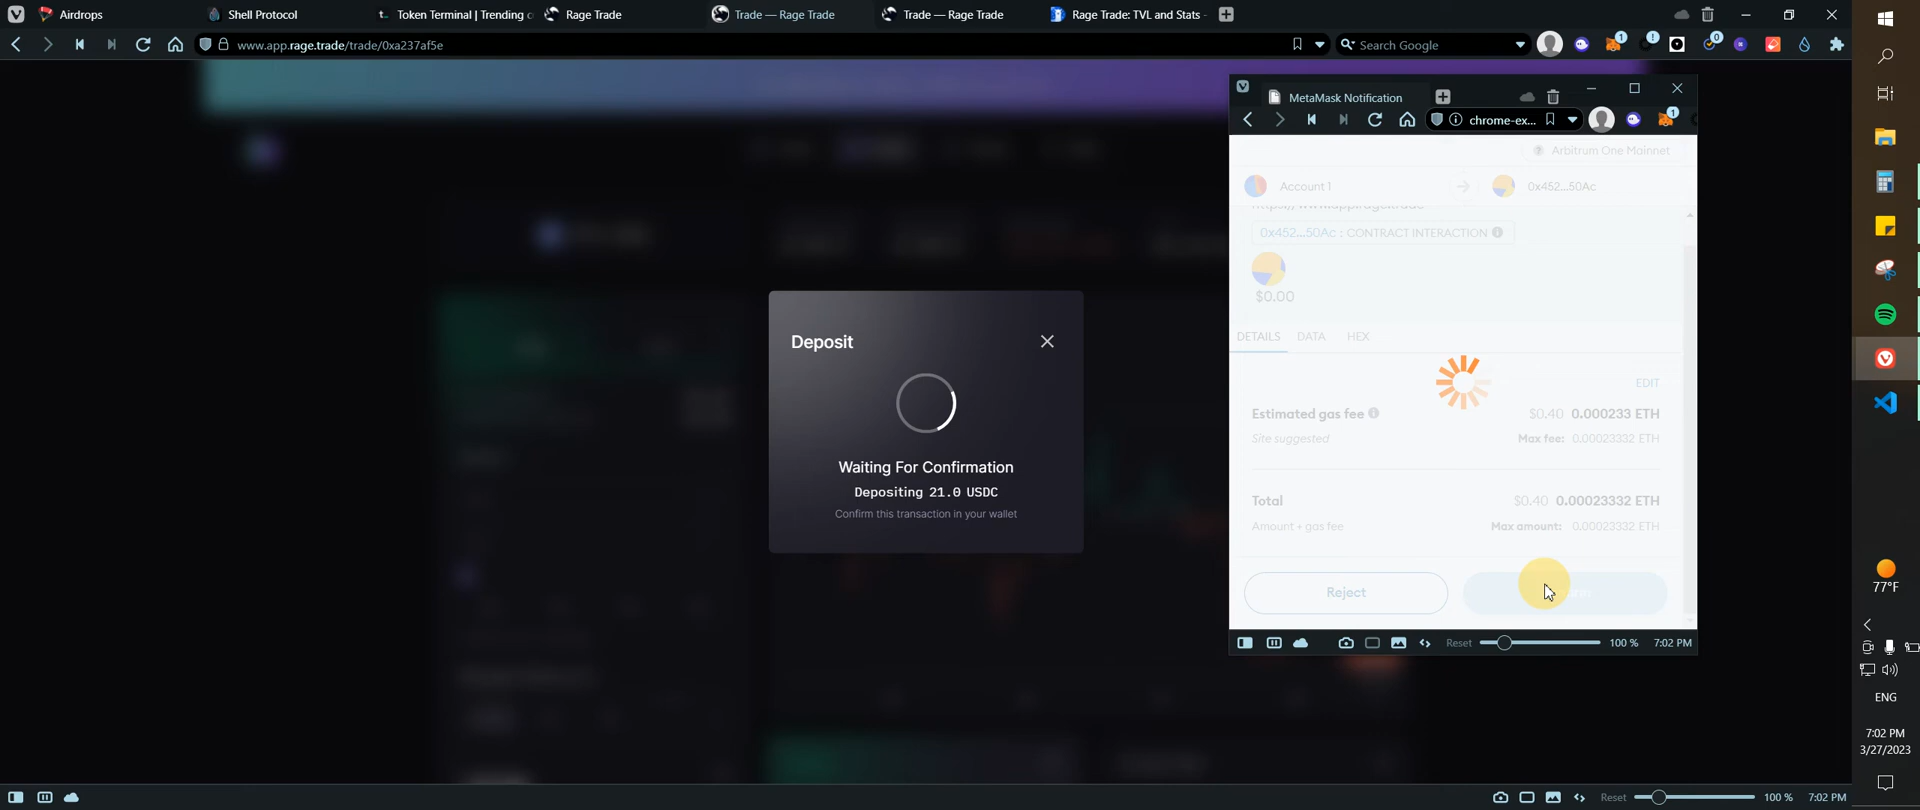 Airdrops
Shell Protocol
Token Terminal | Trending c
Rage Trade
Trade — Rage Trade
Trade — Rage Trade
Rage Trade: TVL and Stats -
www.app.rage.trade/trade/0xa237af5e
Search Google
1
!
0
MetaMask Notification
chrome-ex...
1
Arbitrum One Mainnet
Account 1
0x452...50Ac
0x452...50Ac : CONTRACT INTERACTION
$0.00
DETAILS
DATA
HEX
EDIT
Estimated gas fee
$0.40 0.000233 ETH
Site suggested
Max fee: 0.00023332 ETH
Total
$0.40 0.00023332 ETH
Amount + gas fee
Max amount: 0.00023332 ETH
Reject
Reset
100 %
7:02 PM
Deposit
Waiting For Confirmation
Depositing 21.0 USDC
Confirm this transaction in your wallet
77°F
ENG
7:02 PM
3/27/2023
Reset
100 %
7:02 PM